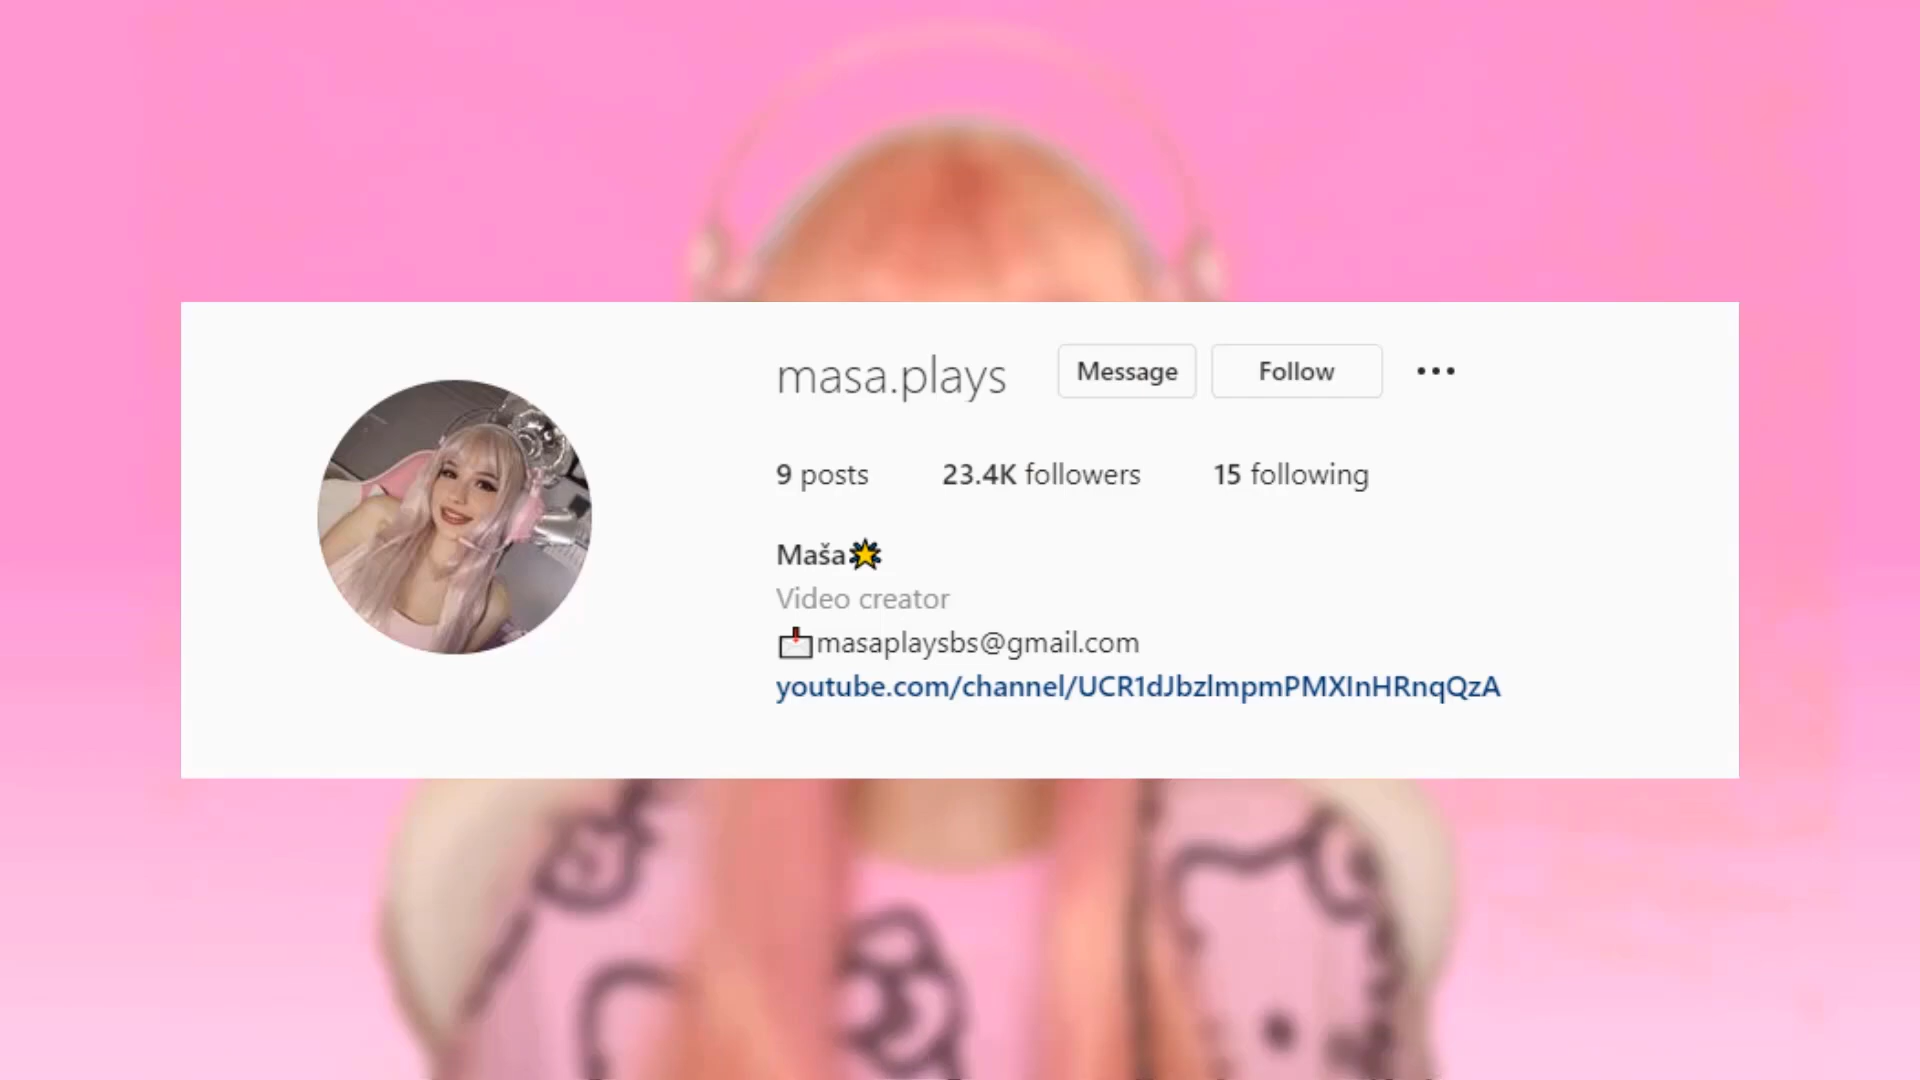 masa.plays Message Follow
9 posts 23.4K followers 15 following
Maša🌟
Video creator
📩masaplaysbs@gmail.com
youtube.com/channel/UCR1dJbzlmpmPMXInHRnqQzA